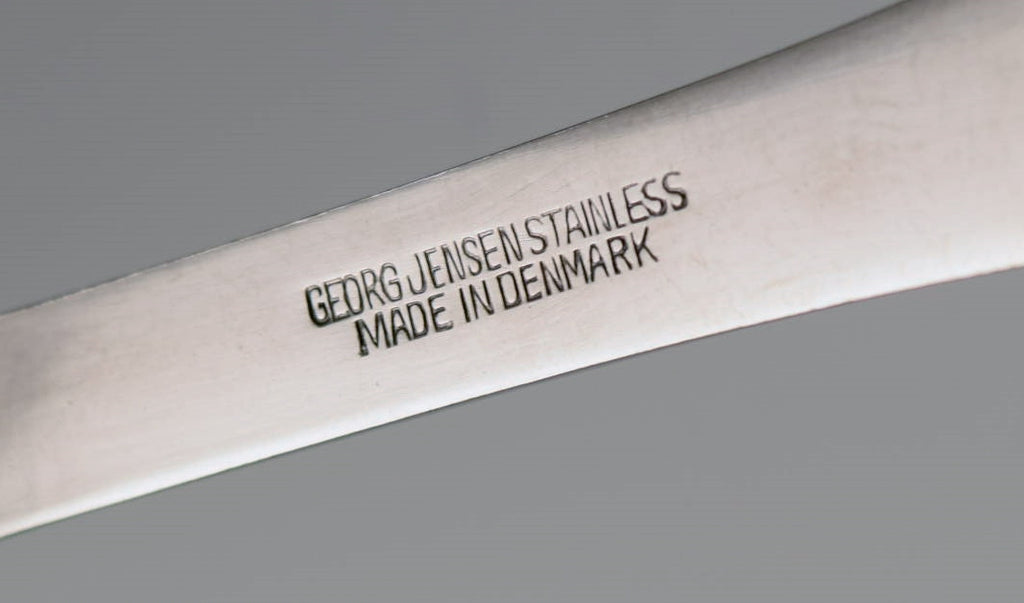 GEORG JENSEN STAINLESS
MADE IN DENMARK